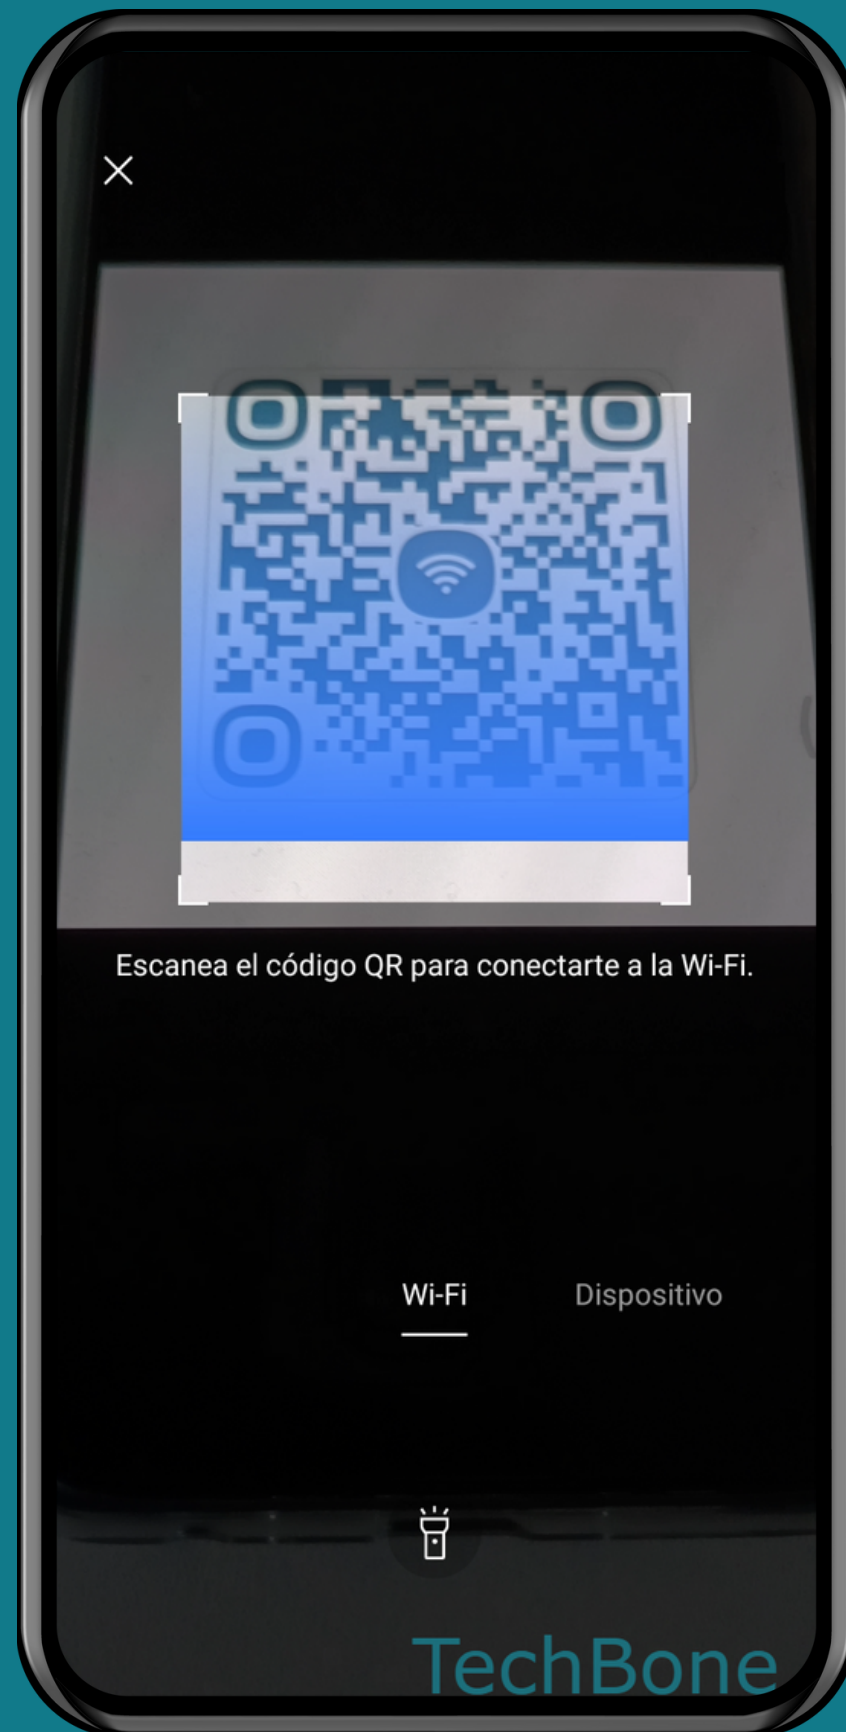 Escanea el código QR para conectarte a la Wi-Fi.
Wi-Fi Dispositivo
TechBone